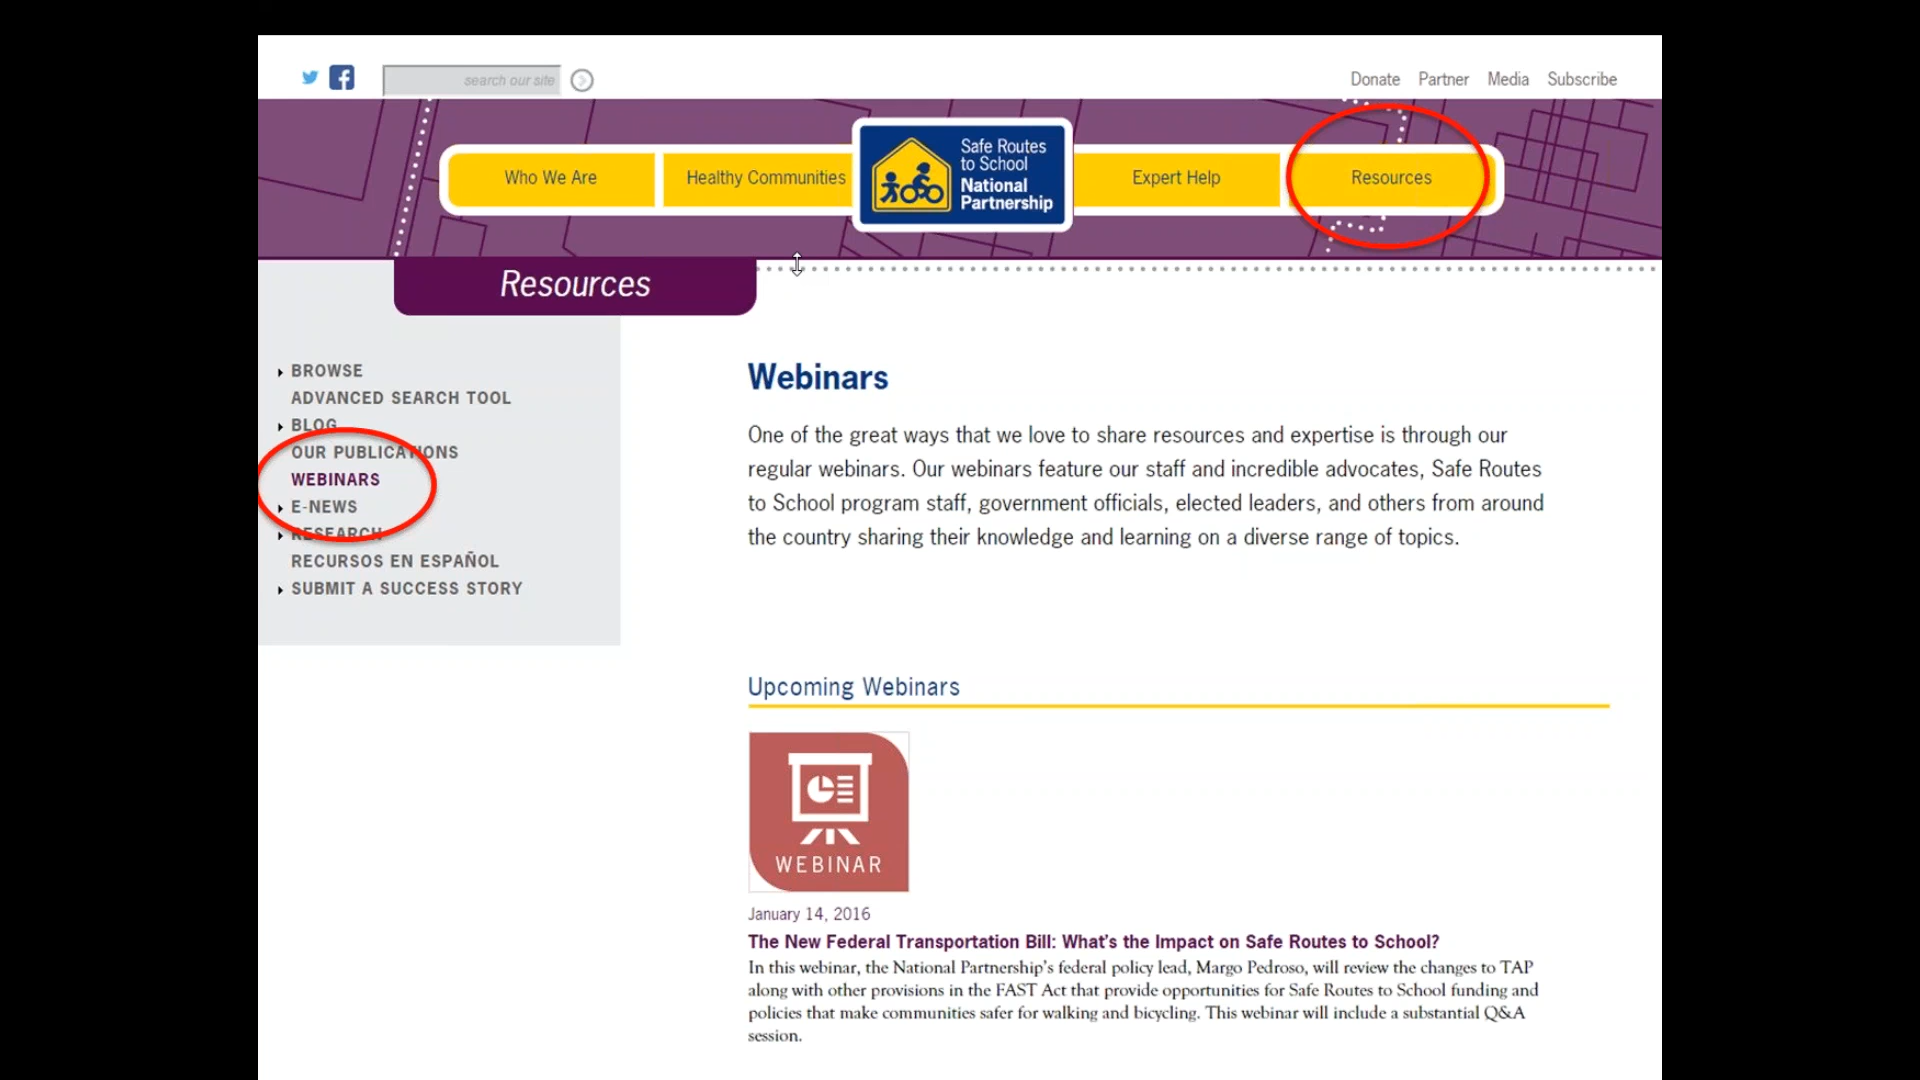 search our site
Donate Partner Media Subscribe
Who We Are
Healthy Communities
Safe Routes
to School
National
Partnership
Expert Help
Resources
Resources
BROWSE
ADVANCED SEARCH TOOL
BLOG
OUR PUBLICATIONS
WEBINARS
E-NEWS
RESEARCH
RECURSOS EN ESPAÑOL
SUBMIT A SUCCESS STORY
Webinars
One of the great ways that we love to share resources and expertise is through our
regular webinars. Our webinars feature our staff and incredible advocates, Safe Routes
to School program staff, government officials, elected leaders, and others from around
the country sharing their knowledge and learning on a diverse range of topics.
Upcoming Webinars
WEBINAR
January 14, 2016
The New Federal Transportation Bill: What's the Impact on Safe Routes to School?
In this webinar, the National Partnership's federal policy lead, Margo Pedroso, will review the changes to TAP
along with other provisions in the FAST Act that provide opportunities for Safe Routes to School funding and
policies that make communities safer for walking and bicycling. This webinar will include a substantial Q&A
session.